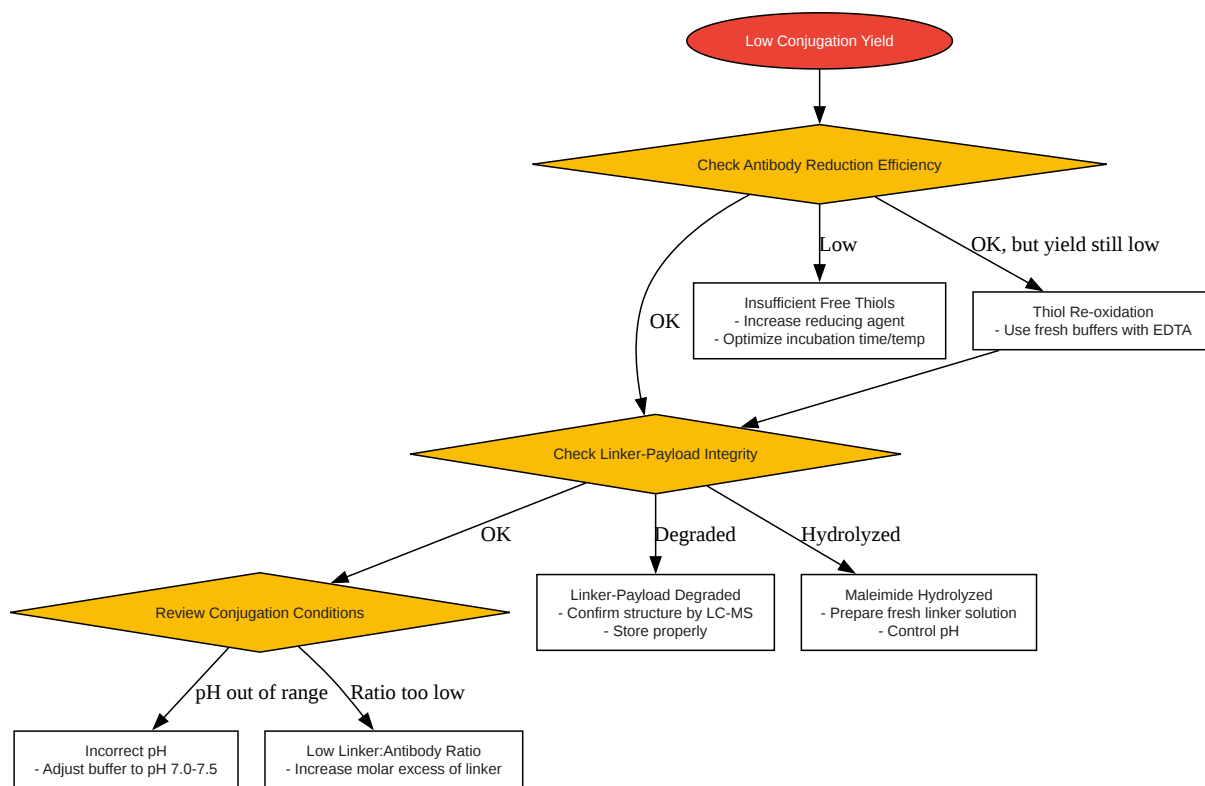 Low Conjugation Yield
Check Antibody Reduction Efficiency
Low
OK, but yield still low
OK
Insufficient Free Thiols
- Increase reducing agent
- Optimize incubation time/temp
Thiol Re-oxidation
- Use fresh buffers with EDTA
Check Linker-Payload Integrity
OK
Degraded
Hydrolyzed
Review Conjugation Conditions
Linker-Payload Degraded
- Confirm structure by LC-MS
- Store properly
Maleimide Hydrolyzed
- Prepare fresh linker solution
- Control pH
pH out of range
Ratio too low
Incorrect pH
- Adjust buffer to pH 7.0-7.5
Low Linker:Antibody Ratio
- Increase molar excess of linker